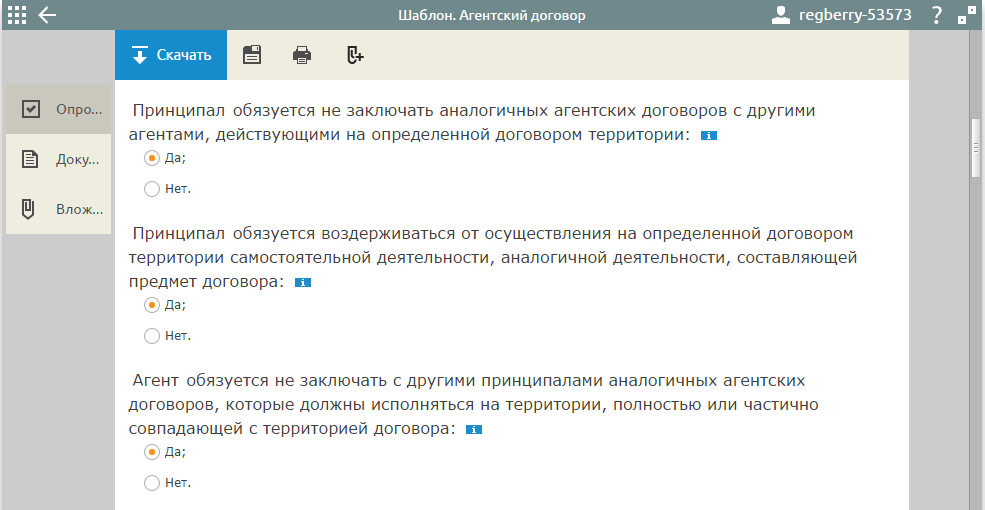 Шаблон. Агентский договор
regberry-53573
?
Скачать
Опро...
Доку...
Влож...
Принципал обязуется не заключать аналогичных агентских договоров с другими
агентами, действующими на определенной договором территории: i
Да;
Нет.
Принципал обязуется воздерживаться от осуществления на определенной договором
территории самостоятельной деятельности, аналогичной деятельности, составляющей
предмет договора: i
Да;
Нет.
Агент обязуется не заключать с другими принципалами аналогичных агентских
договоров, которые должны исполняться на территории, полностью или частично
совпадающей с территорией договора: i
Да;
Нет.